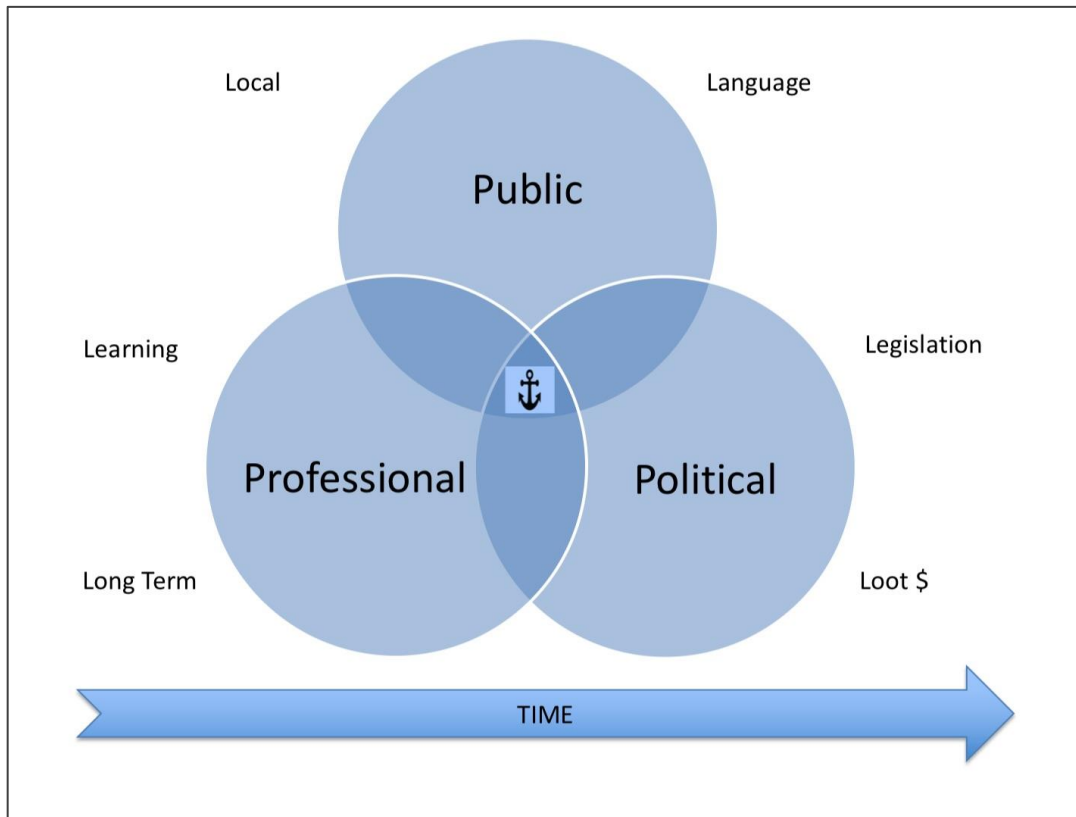 Local
Language
Public
Learning
Legislation
Professional
Political
Long Term
Loot $
TIME